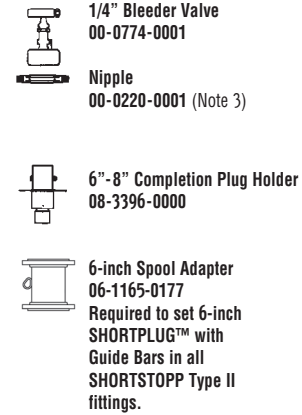 1/4” Bleeder Valve
00-0774-0001
Nipple
00-0220-0001 (Note 3)
6”-8” Completion Plug Holder
08-3396-0000
6-inch Spool Adapter
06-1165-0177
Required to set 6-inch
SHORTPLUG™ with
Guide Bars in all
SHORTSTOPP Type II
fittings.